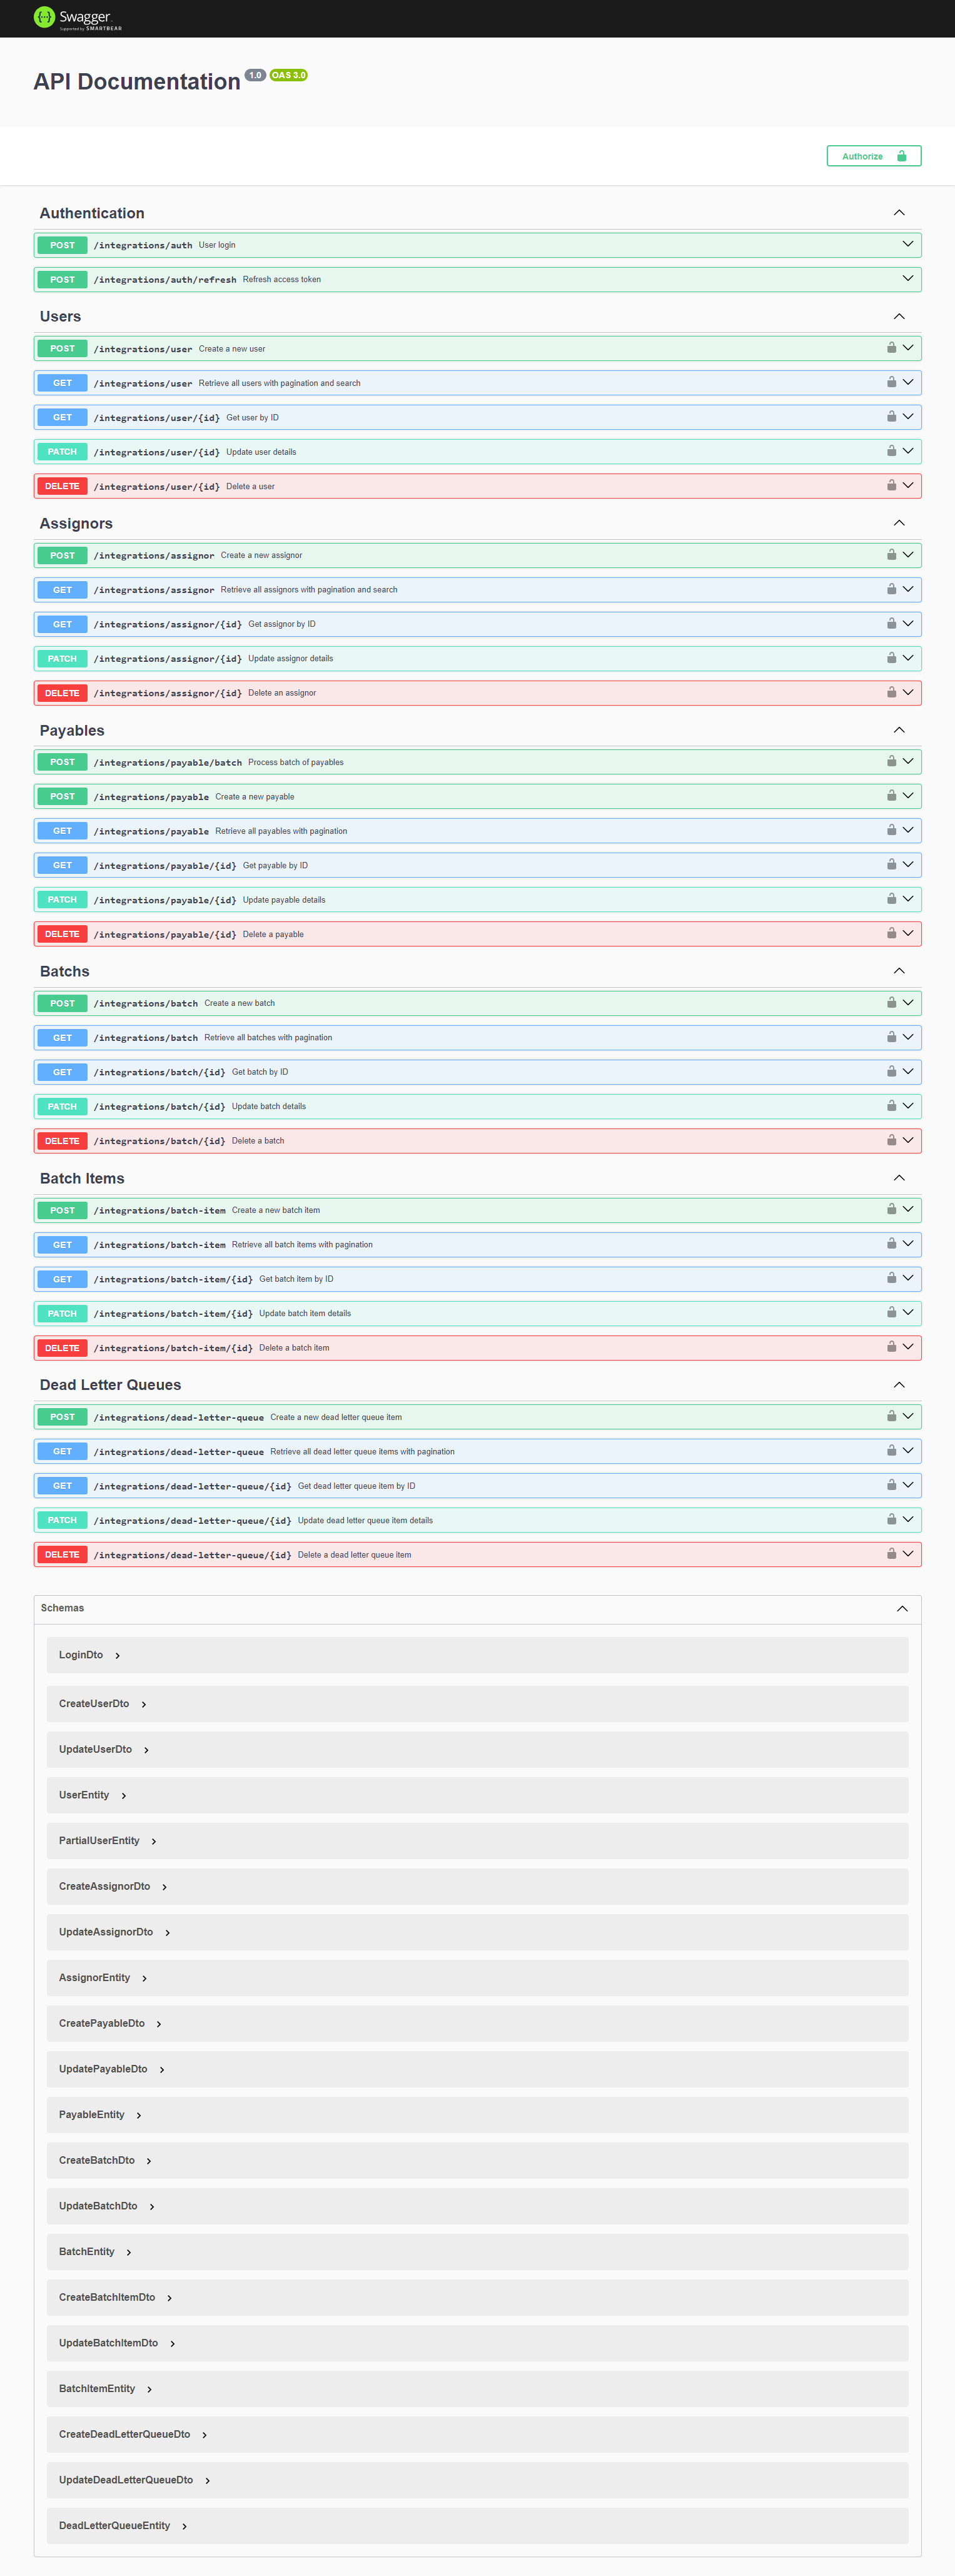 Swagger
Supported by SMARTBEAR
API Documentation 1.0 OAS 3.0
Authorize
Authentication
POST /integrations/auth User login
POST /integrations/auth/refresh Refresh access token
Users
POST /integrations/user Create a new user
GET /integrations/user Retrieve all users with pagination and search
GET /integrations/user/{id} Get user by ID
PATCH /integrations/user/{id} Update user details
DELETE /integrations/user/{id} Delete a user
Assignors
POST /integrations/assignor Create a new assignor
GET /integrations/assignor Retrieve all assignors with pagination and search
GET /integrations/assignor/{id} Get assignor by ID
PATCH /integrations/assignor/{id} Update assignor details
DELETE /integrations/assignor/{id} Delete an assignor
Payables
POST /integrations/payable/batch Process batch of payables
POST /integrations/payable Create a new payable
GET /integrations/payable Retrieve all payables with pagination
GET /integrations/payable/{id} Get payable by ID
PATCH /integrations/payable/{id} Update payable details
DELETE /integrations/payable/{id} Delete a payable
Batchs
POST /integrations/batch Create a new batch
GET /integrations/batch Retrieve all batches with pagination
GET /integrations/batch/{id} Get batch by ID
PATCH /integrations/batch/{id} Update batch details
DELETE /integrations/batch/{id} Delete a batch
Batch Items
POST /integrations/batch-item Create a new batch item
GET /integrations/batch-item Retrieve all batch items with pagination
GET /integrations/batch-item/{id} Get batch item by ID
PATCH /integrations/batch-item/{id} Update batch item details
DELETE /integrations/batch-item/{id} Delete a batch item
Dead Letter Queues
POST /integrations/dead-letter-queue Create a new dead letter queue item
GET /integrations/dead-letter-queue Retrieve all dead letter queue items with pagination
GET /integrations/dead-letter-queue/{id} Get dead letter queue item by ID
PATCH /integrations/dead-letter-queue/{id} Update dead letter queue item details
DELETE /integrations/dead-letter-queue/{id} Delete a dead letter queue item
Schemas
LoginDto
CreateUserDto
UpdateUserDto
UserEntity
PartialUserEntity
CreateAssignorDto
UpdateAssignorDto
AssignorEntity
CreatePayableDto
UpdatePayableDto
PayableEntity
CreateBatchDto
UpdateBatchDto
BatchEntity
CreateBatchItemDto
UpdateBatchItemDto
BatchItemEntity
CreateDeadLetterQueueDto
UpdateDeadLetterQueueDto
DeadLetterQueueEntity